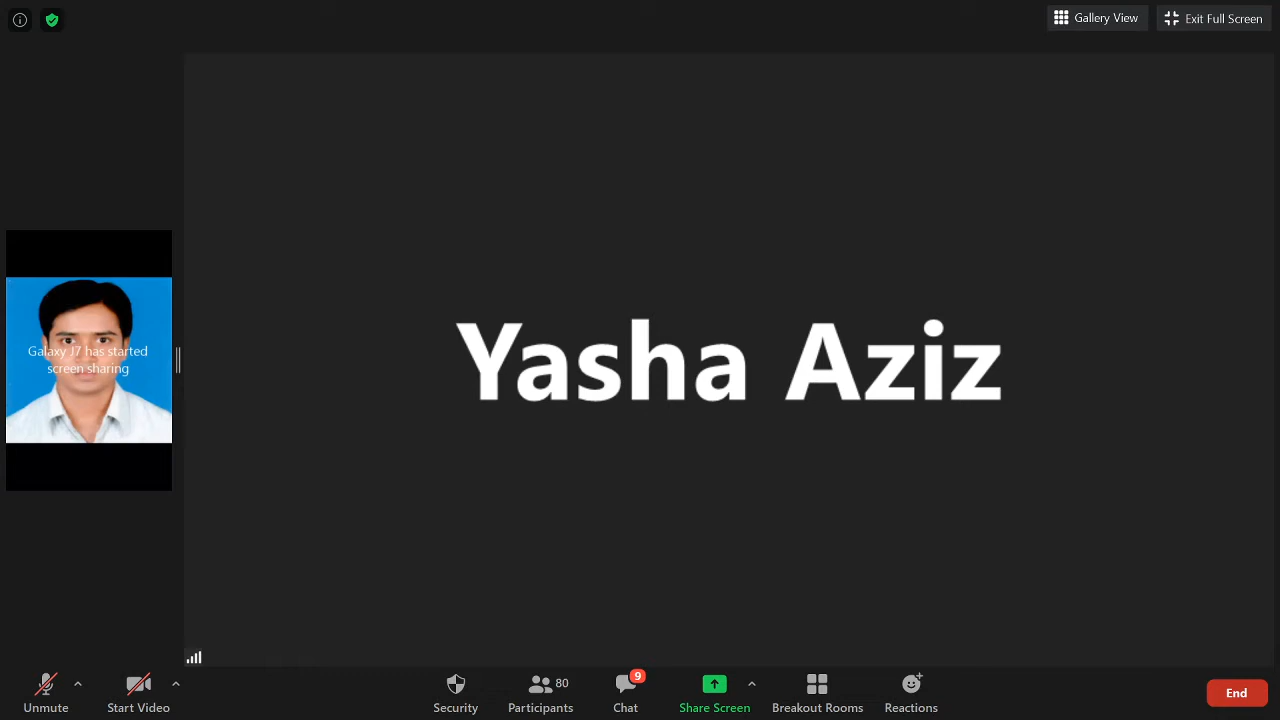 Gallery View
Exit Full Screen
Galaxy J7 has started
screen sharing
Yasha Aziz
Unmute
Start Video
Security
Participants
80
Chat
9
Share Screen
Breakout Rooms
Reactions
End